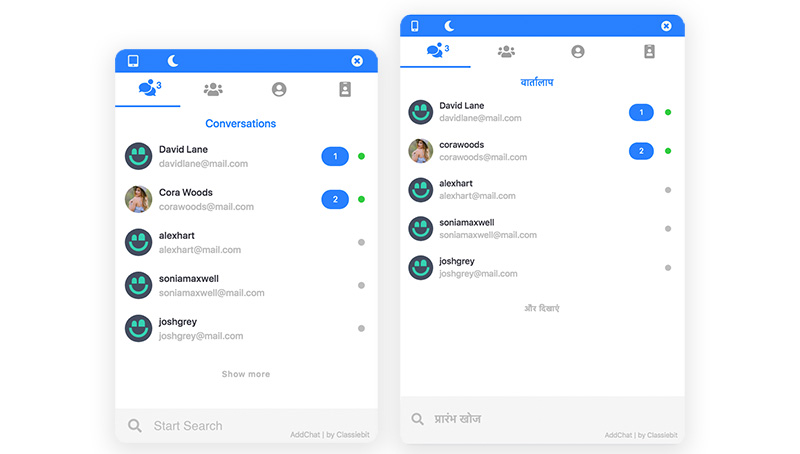 3
Conversations
David Lane
davidlane@mail.com
1
Cora Woods
corawoods@mail.com
2
alexhart
alexhart@mail.com
soniamaxwell
soniamaxwell@mail.com
joshgrey
joshgrey@mail.com
Show more
Start Search
AddChat | by Classiebit
3
वार्तालाप
David Lane
davidlane@mail.com
1
corawoods
corawoods@mail.com
2
alexhart
alexhart@mail.com
soniamaxwell
soniamaxwell@mail.com
joshgrey
joshgrey@mail.com
और दिखाएं
प्रारंभ खोज
AddChat | by Classiebit